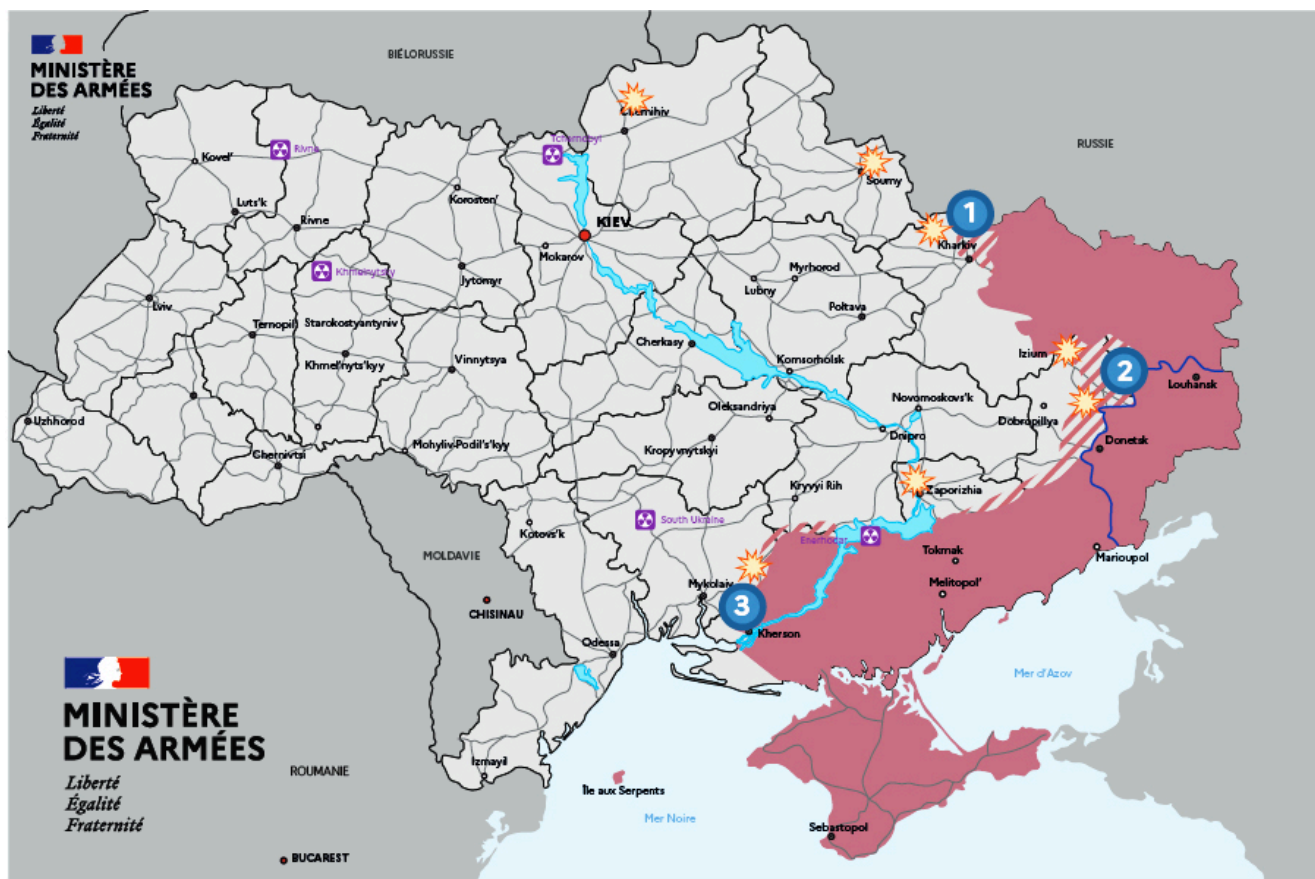 MINISTÈRE
DES ARMÉES
Liberté
Égalité
Fraternité
BIÉLORUSSIE
RUSSIE
Chernihiv
Tchernobyl
Kovel'
Rivne
Korosten'
Soumy
Luts'k
Rivne
KIEV
1
Kharkiv
Mokarov
Khmelnytsky
Jytomyr
Myrhorod
Lubny
Lviv
Poltava
Ternopil'
Starokostyantyniv
Cherkasy
Izium
Khmel'nyts'kyy
Vinnytsya
Komsorholsk
2
Louhansk
Novomoskovs'k
Oleksandriya
Dobropillya
Uzhhorod
Dnipro
Mohyliv-Podil's'kyy
Kropyvnytskyi
Donetsk
Chernivtsi
Kryvyi Rih
Zaporizhia
South Ukraine
Kotovs'k
Enerhodar
MOLDAVIE
Tokmak
Marioupol
Mykolaiv
Melitopol'
CHISINAU
3
Kherson
Odessa
Mer d'Azov
MINISTÈRE
DES ARMÉES
Liberté
Égalité
Fraternité
Izmayil
ROUMANIE
Île aux Serpents
Mer Noire
Sebastopol
BUCAREST